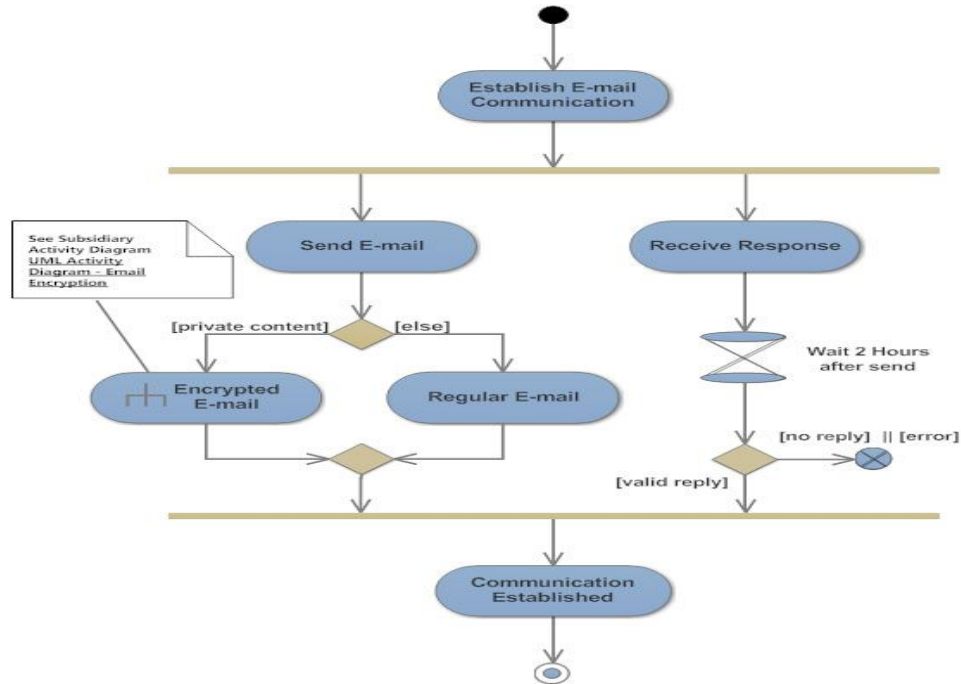 Establish E-mail
Communication
Send E-mail
Receive Response
See Subsidiary
Activity Diagram
UML Activity
Diagram - Email
Encryption
[private content]
[else]
Wait 2 Hours
after send
Encrypted
E-mail
Regular E-mail
[no reply] || [error]
[valid reply]
Communication
Established